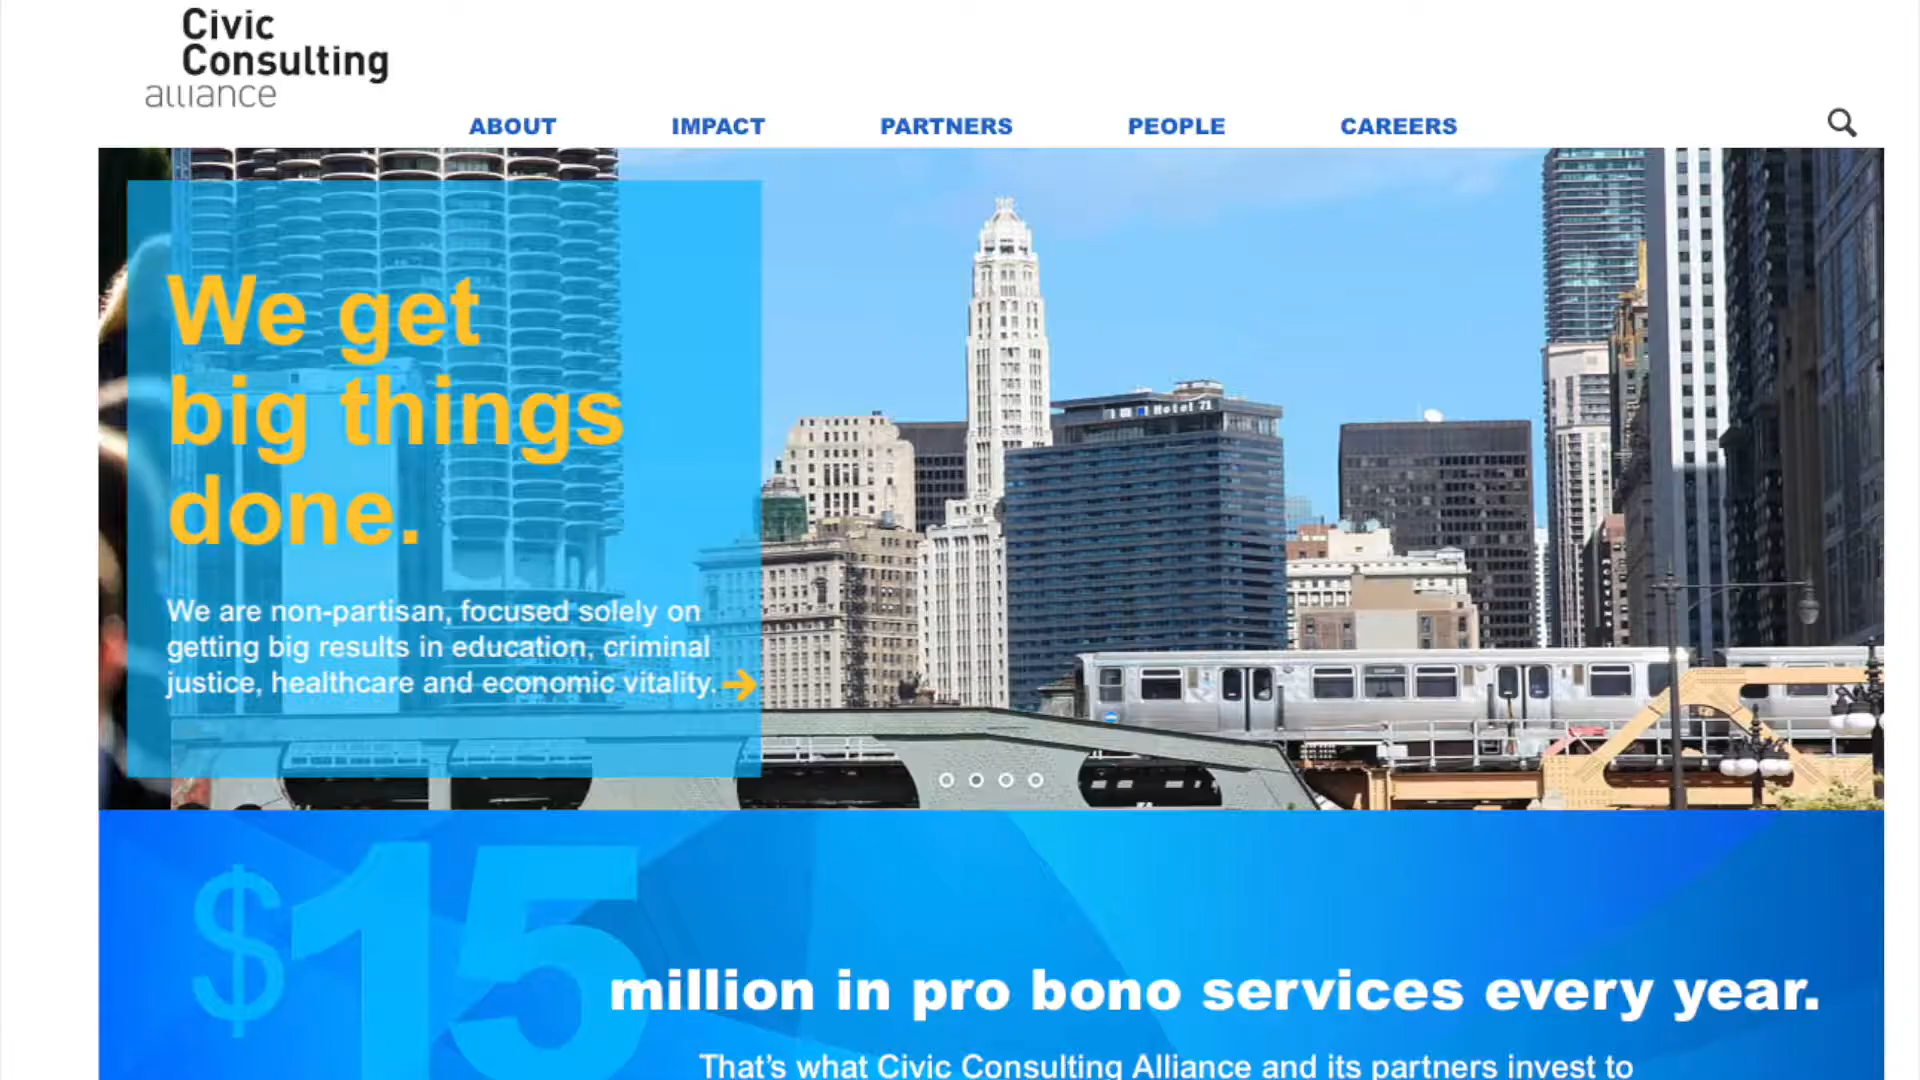 Civic
Consulting
alliance
ABOUT IMPACT PARTNERS PEOPLE CAREERS
We get
big things
done.
We are non-partisan, focused solely on
getting big results in education, criminal
justice, healthcare and economic vitality.
Hotel 71
$15
million in pro bono services every year.
That's what Civic Consulting Alliance and its partners invest to